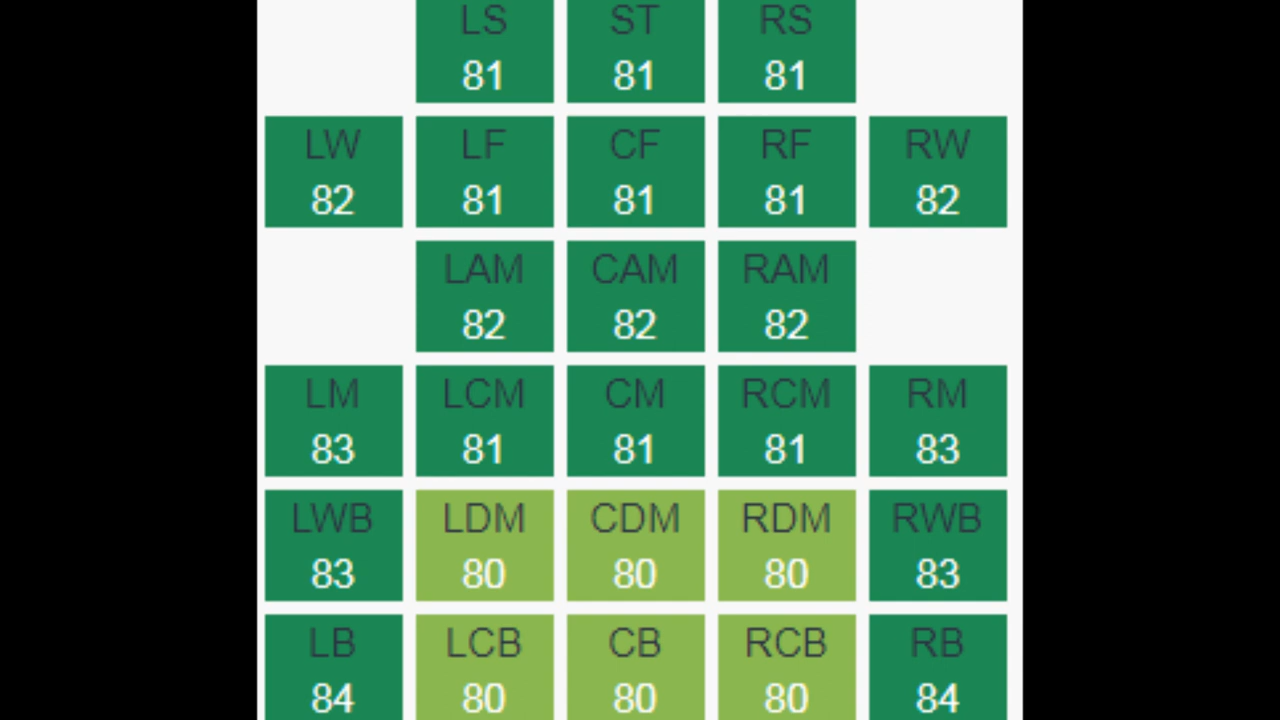 LS ST RS
81 81 81
LW LF CF RF RW
82 81 81 81 82
LAM CAM RAM
82 82 82
LM LCM CM RCM RM
83 81 81 81 83
LWB LDM CDM RDM RWB
83 80 80 80 83
LB LCB CB RCB RB
84 80 80 80 84